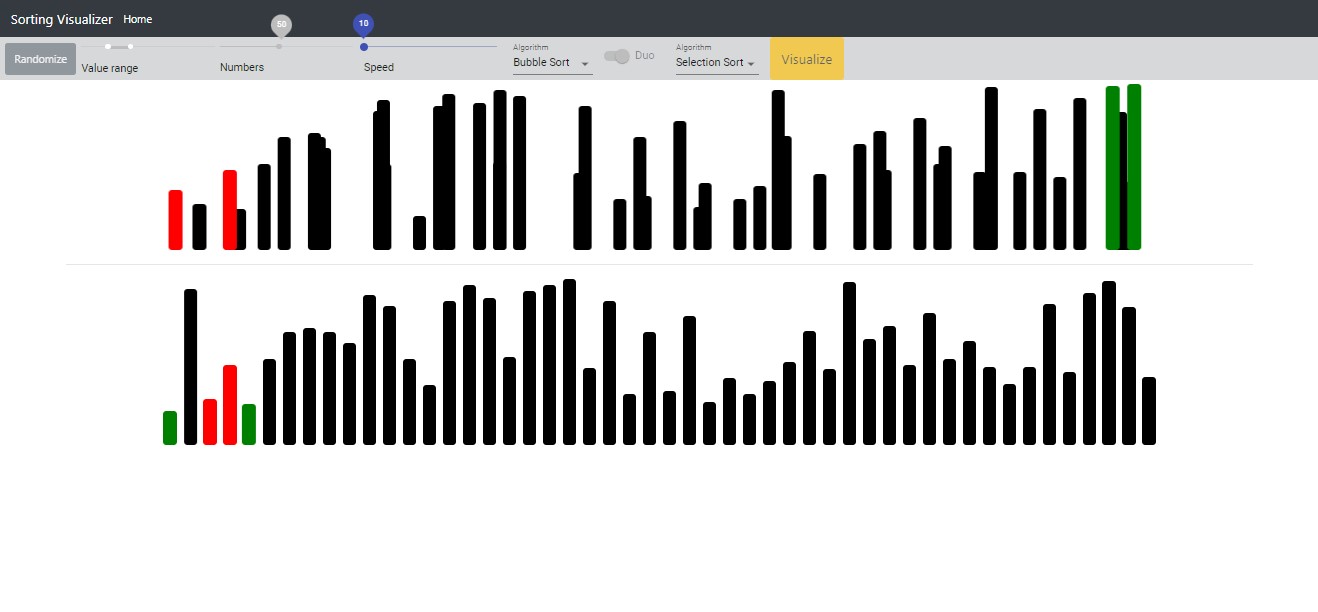 Sorting Visualizer Home
50 10
Randomize
Value range
Numbers
Speed
Algorithm
Bubble Sort
Duo
Algorithm
Selection Sort
Visualize